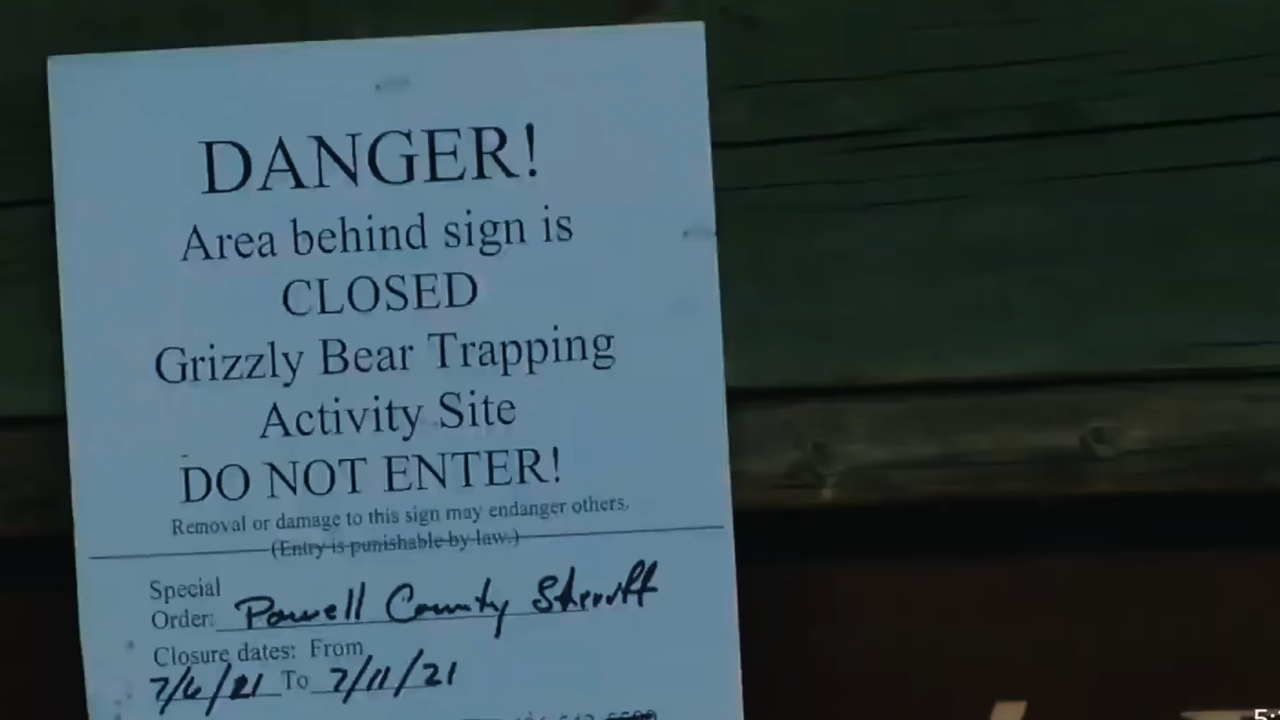 DANGER!
Area behind sign is
CLOSED
Grizzly Bear Trapping
Activity Site
DO NOT ENTER!
Removal or damage to this sign may endanger others.
(Entry is punishable by law.)
Special
Order: Powell County Sheriff
Closure dates: From
7/6/21 To 7/11/21